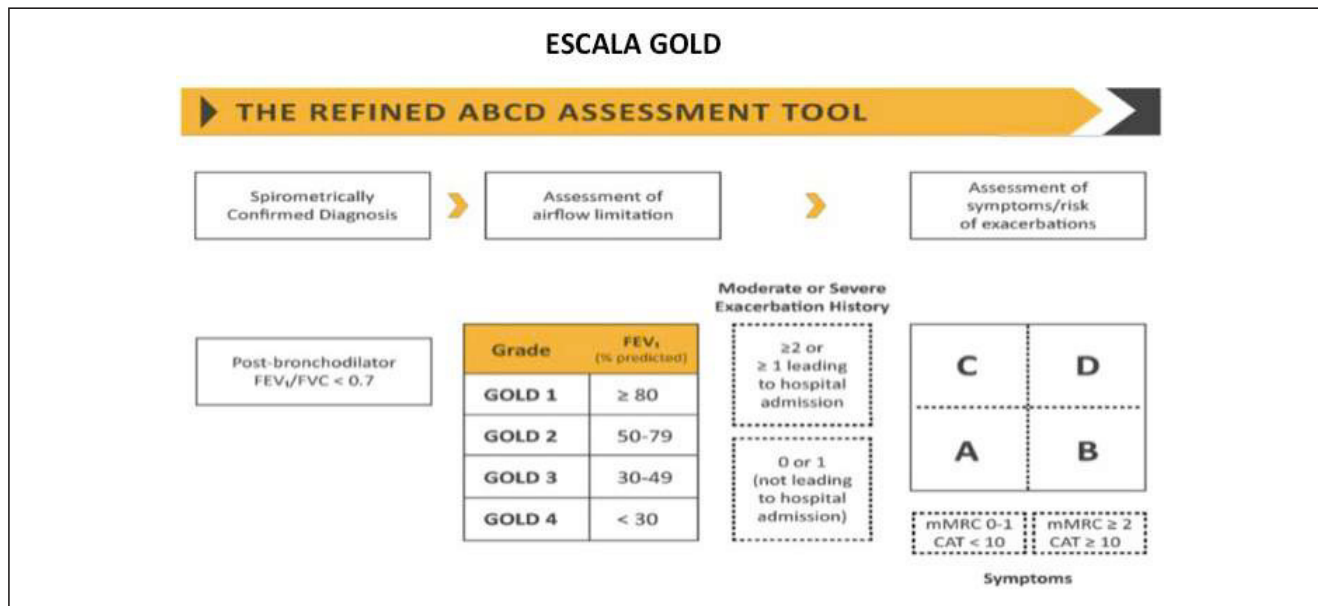 ESCALA GOLD
THE REFINED ABCD ASSESSMENT TOOL
Spirometrically
Confirmed Diagnosis
Assessment of
airflow limitation
Assessment of
symptoms/risk
of exacerbations
Post-bronchodilator
FEV₁/FVC < 0.7
Grade FEV₁
(% predicted)
GOLD 1 ≥ 80
GOLD 2 50-79
GOLD 3 30-49
GOLD 4 < 30
Moderate or Severe
Exacerbation History
≥2 or
≥ 1 leading
to hospital
admission
0 or 1
(not leading
to hospital
admission)
C D
A B
mMRC 0-1
CAT < 10
mMRC ≥ 2
CAT ≥ 10
Symptoms